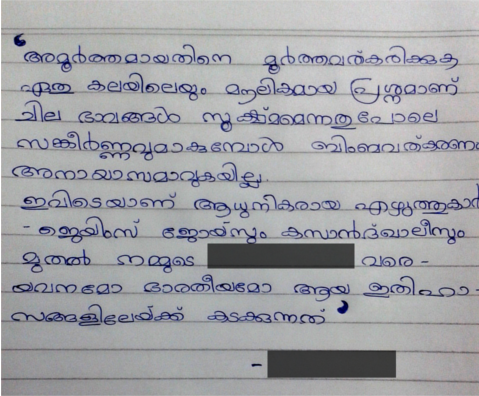 ‘അമൂർത്തമായതിനെ മൂർത്തവത്കരിക്കുക
ഏതു കലയിലെയും മൗലികമായ പ്രശ്നമാണ്
ചില ഭാവങ്ങൾ സൂക്ഷ്മമെന്നതുപോലെ
സങ്കീർണ്ണവുമാകുമ്പോൾ ബിംബവത്കരണം
അനായാസമാവുകയില്ല.
ഇവിടെയാണ് ആധുനികരായ എഴുത്തുകാർ
- ജെയിംസ് ജോയ്സും കസാൻദ്ഖാലീസും
മുതൽ നമ്മുടെ വരെ -
യവനമോ ഭാരതീയമോ ആയ ഇതിഹാ-
സങ്ങളിലേയ്ക്ക് കടക്കുന്നത്’
-